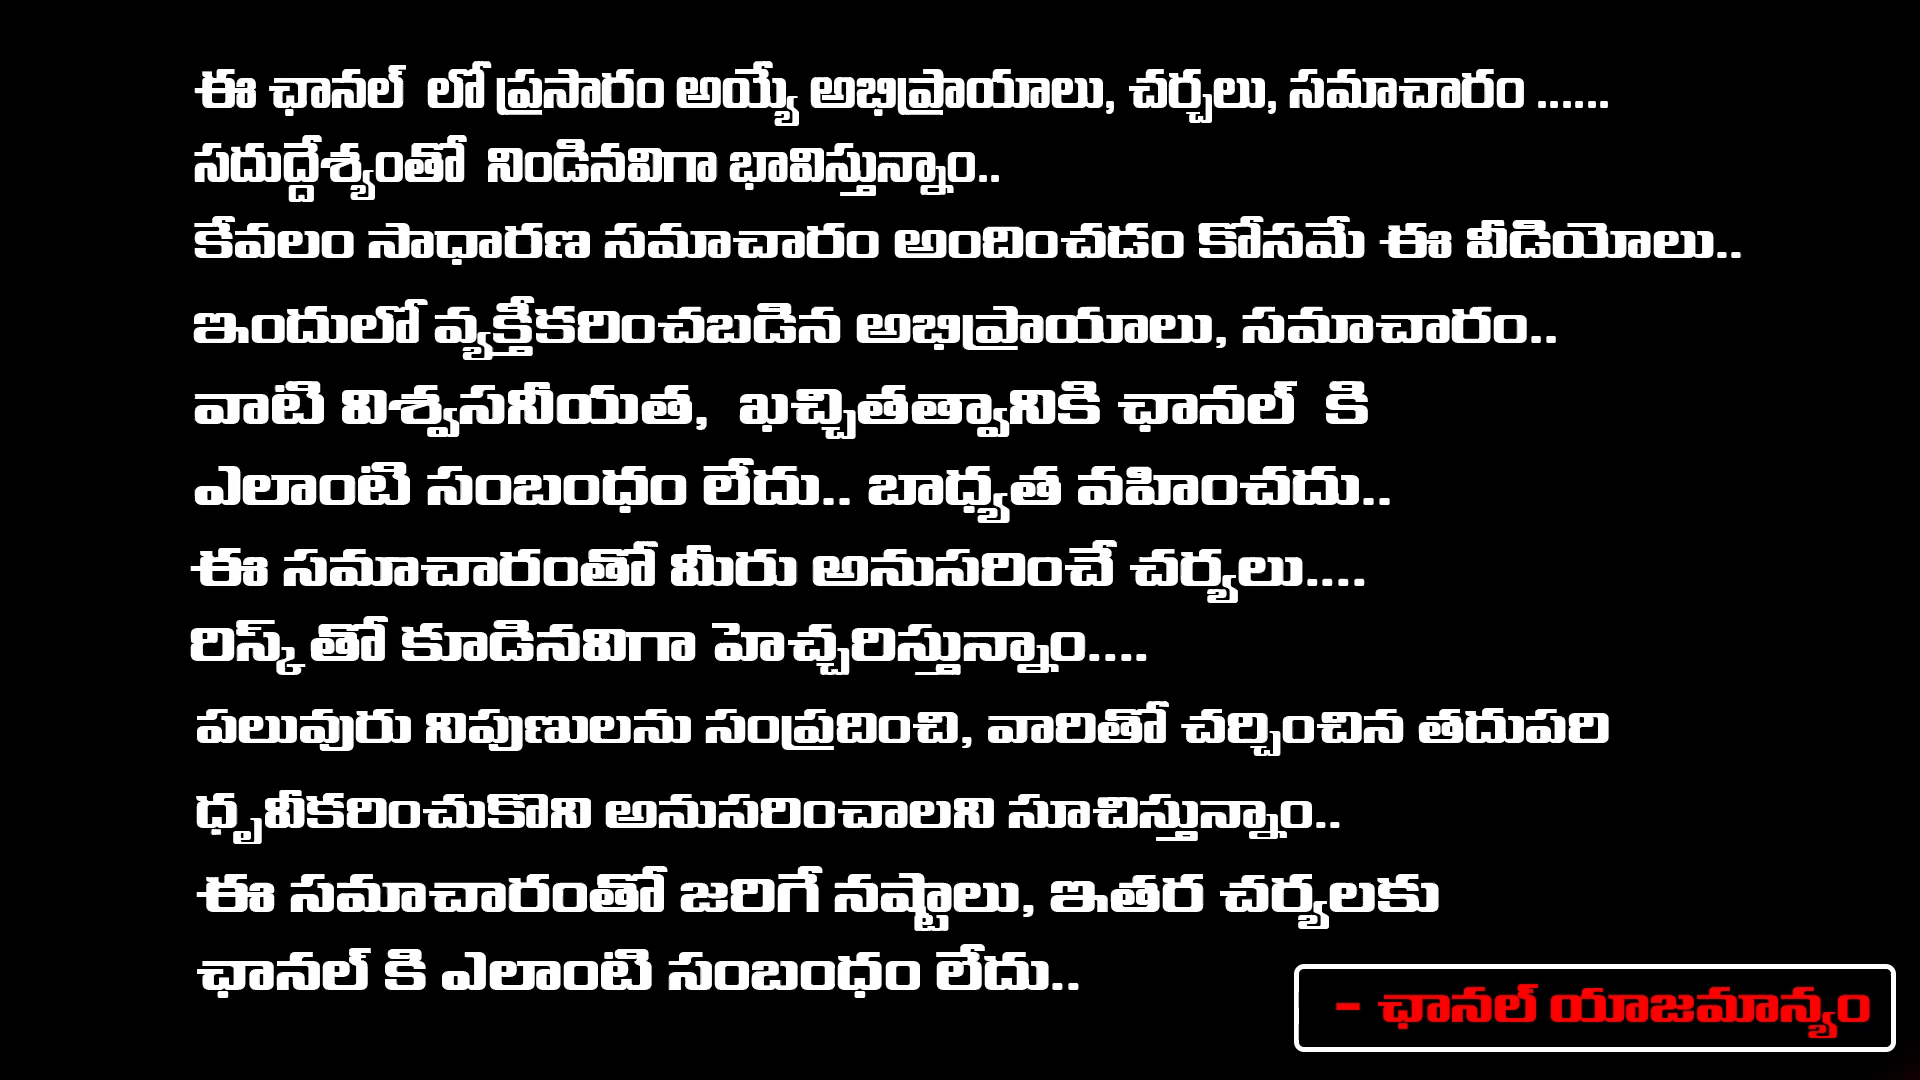 ఈ ఛానల్ లో ప్రసారం అయ్యే అభిప్రాయాలు, చర్చలు, సమాచారం ......
సదుద్దేశ్యంతో నిండినవిగా భావిస్తున్నాం..
కేవలం సాధారణ సమాచారం అందించడం కోసమే ఈ వీడియోలు..
ఇందులో వ్యక్తీకరించబడిన అభిప్రాయాలు, సమాచారం..
వాటి విశ్వసనీయత, ఖచ్చితత్వానికి ఛానల్ కి
ఎలాంటి సంబంధం లేదు.. బాధ్యత వహించదు..
ఈ సమాచారంతో మీరు అనుసరించే చర్యలు....
రిస్క్ తో కూడినవిగా హెచ్చరిస్తున్నాం....
పలువురు నిపుణులను సంప్రదించి, వారితో చర్చించిన తదుపరి
ధృవీకరించుకొని అనుసరించాలని సూచిస్తున్నాం..
ఈ సమాచారంతో జరిగే నష్టాలు, ఇతర చర్యలకు
ఛానల్ కి ఎలాంటి సంబంధం లేదు..
- ఛానల్ యాజమాన్యం